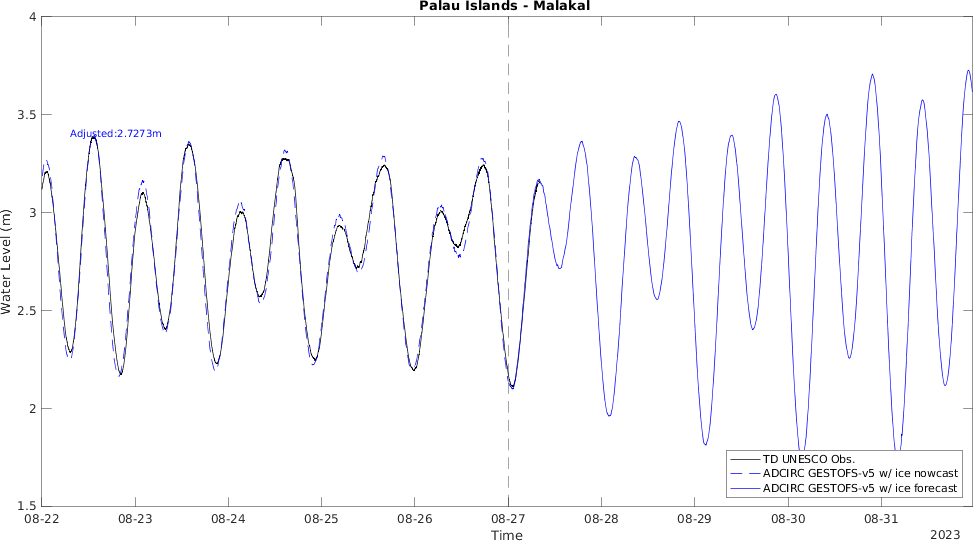 Palau Islands - Malakal
4
3.5
3
2.5
2
1.5
Water Level (m)
Adjusted:2.7273m
TD UNESCO Obs.
ADCIRC GESTOFS-v5 w/ ice nowcast
ADCIRC GESTOFS-v5 w/ ice forecast
08-22 08-23 08-24 08-25 08-26 08-27 08-28 08-29 08-30 08-31
Time
2023